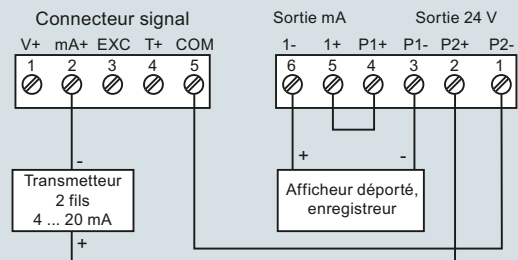 Connecteur signal
V+ mA+ EXC T+ COM
1 2 3 4 5
Sortie mA Sortie 24 V
1- 1+ P1+ P1- P2+ P2-
6 5 4 3 2 1
-
Transmetteur
2 fils
4 ... 20 mA
+
+ -
Afficheur déporté,
enregistreur